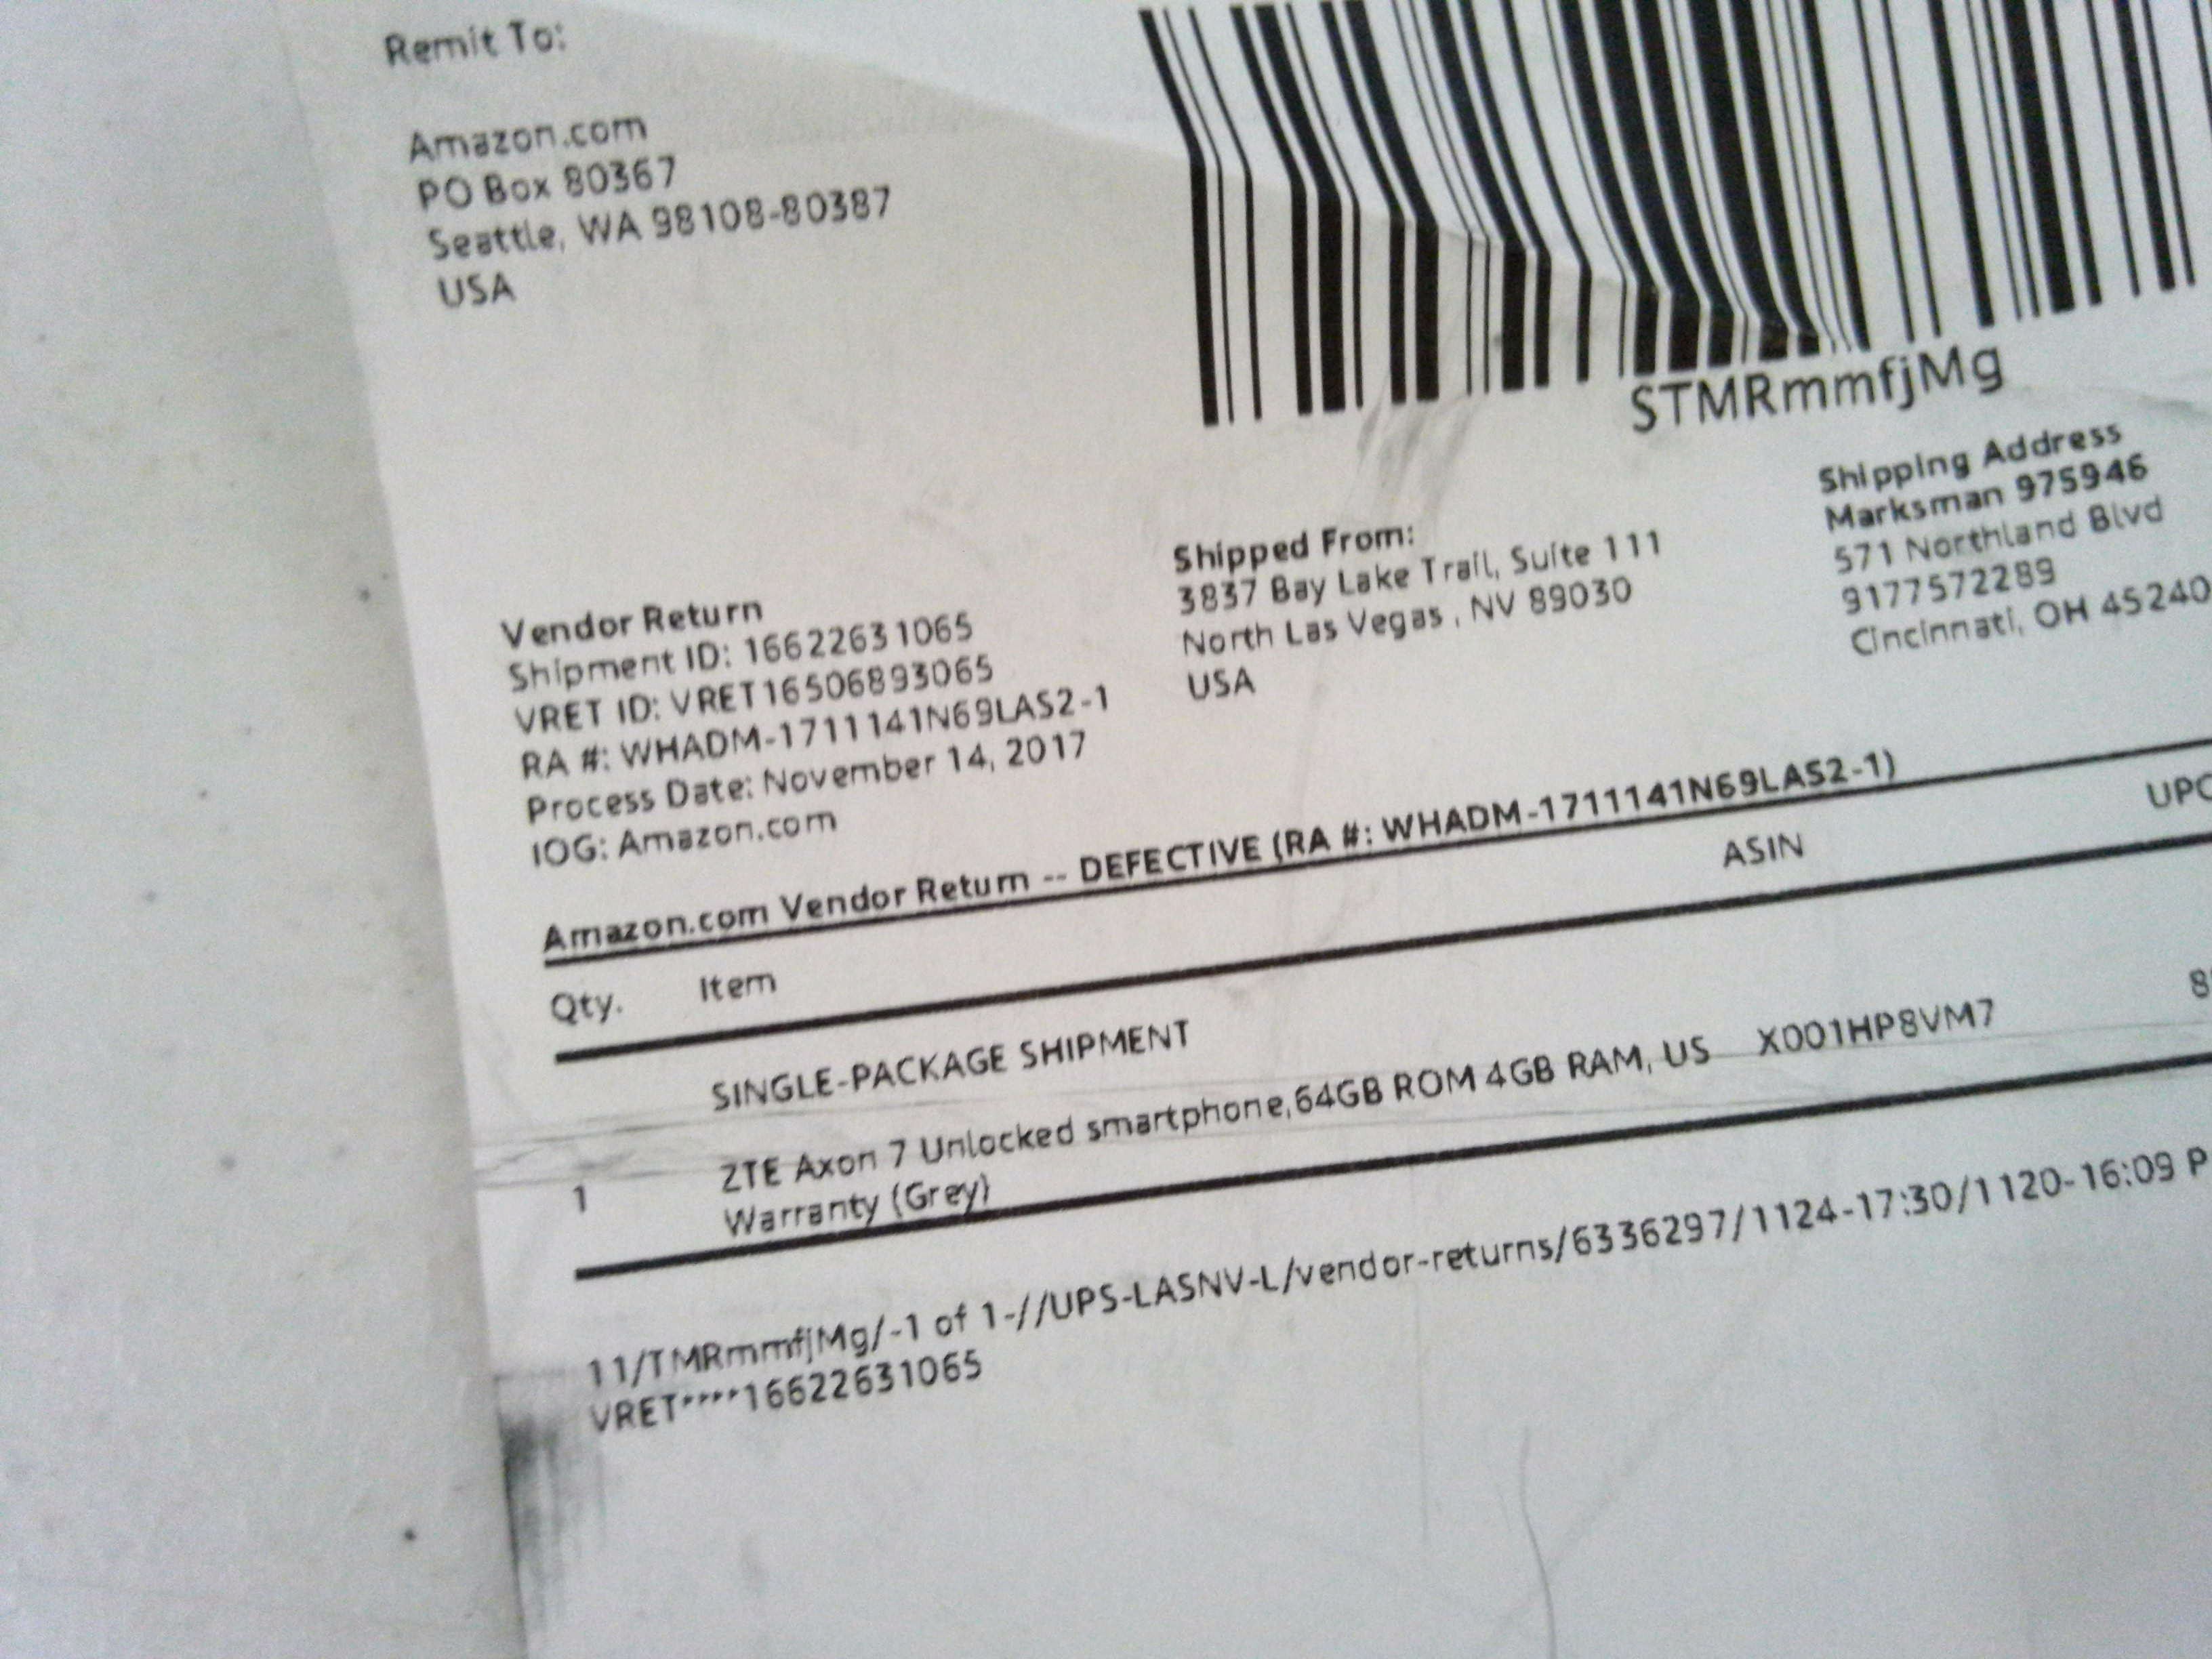 Remit To:
Amazon.com
PO Box 80367
Seattle, WA 98108-80387
USA
STMRmmfjMg
Vendor Return
Shipment ID: 16622631065
VRET ID: VRET16506893065
RA #: WHADM-1711141N69LAS2-1
Process Date: November 14, 2017
IOG: Amazon.com
Shipped From:
3837 Bay Lake Trail, Suite 111
North Las Vegas , NV 89030
USA
Shipping Address
Marksman 975946
571 Northland Blvd
9177572289
Cincinnati, OH 45240
Amazon.com Vendor Return -- DEFECTIVE (RA #: WHADM-1711141N69LAS2-1)
Qty. Item ASIN UPC
SINGLE-PACKAGE SHIPMENT
1 ZTE Axon 7 Unlocked smartphone,64GB ROM 4GB RAM, US X001HP8VM7
Warranty (Grey)
11/TMRmmfjMg/-1 of 1-//UPS-LASNV-L/vendor-returns/6336297/1124-17:30/1120-16:09 P
VRET****16622631065